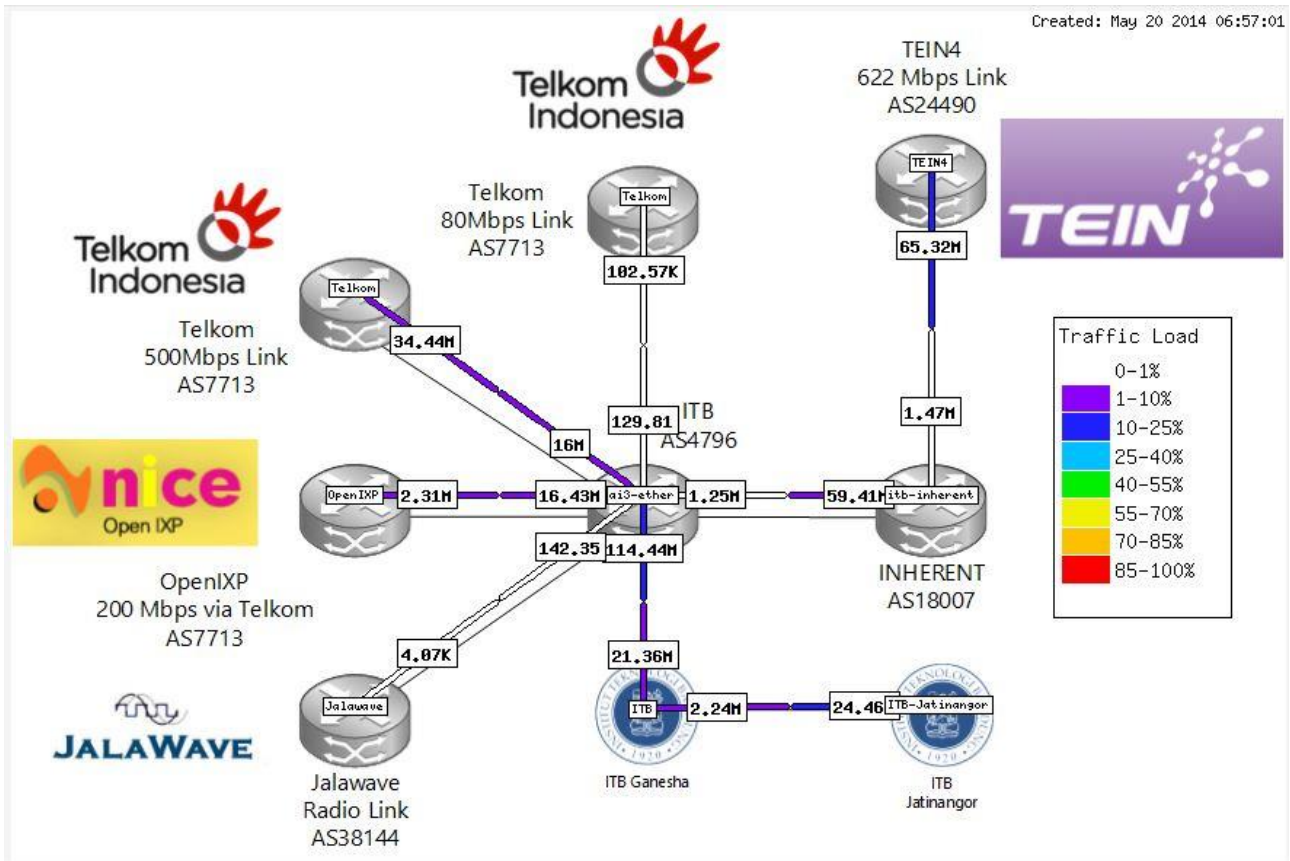 Created: May 20 2014 06:57:01
Telkom
Indonesia
TEIN4
622 Mbps Link
AS24490
TEIN4
TEIN
65.32M
Telkom
80Mbps Link
AS7713
Telkom
102.57K
Telkom
Indonesia
Telkom
Telkom
500Mbps Link
AS7713
34.44M
Traffic Load
0-1%
1-10%
10-25%
25-40%
40-55%
55-70%
70-85%
85-100%
129.81
ITB
AS4796
1.47M
16M
nice
Open IXP
OpenIXP
2.31M
16.43M
ai3-ether
1.25M
59.41M
itb-inherent
142.35
114.44M
OpenIXP
200 Mbps via Telkom
AS7713
INHERENT
AS18007
4.07K
21.36M
JALAWAVE
Jalawave
ITB
2.24M
24.46
ITB-Jatinangor
1920
1920
Jalawave
Radio Link
AS38144
ITB Ganesha
ITB
Jatinangor